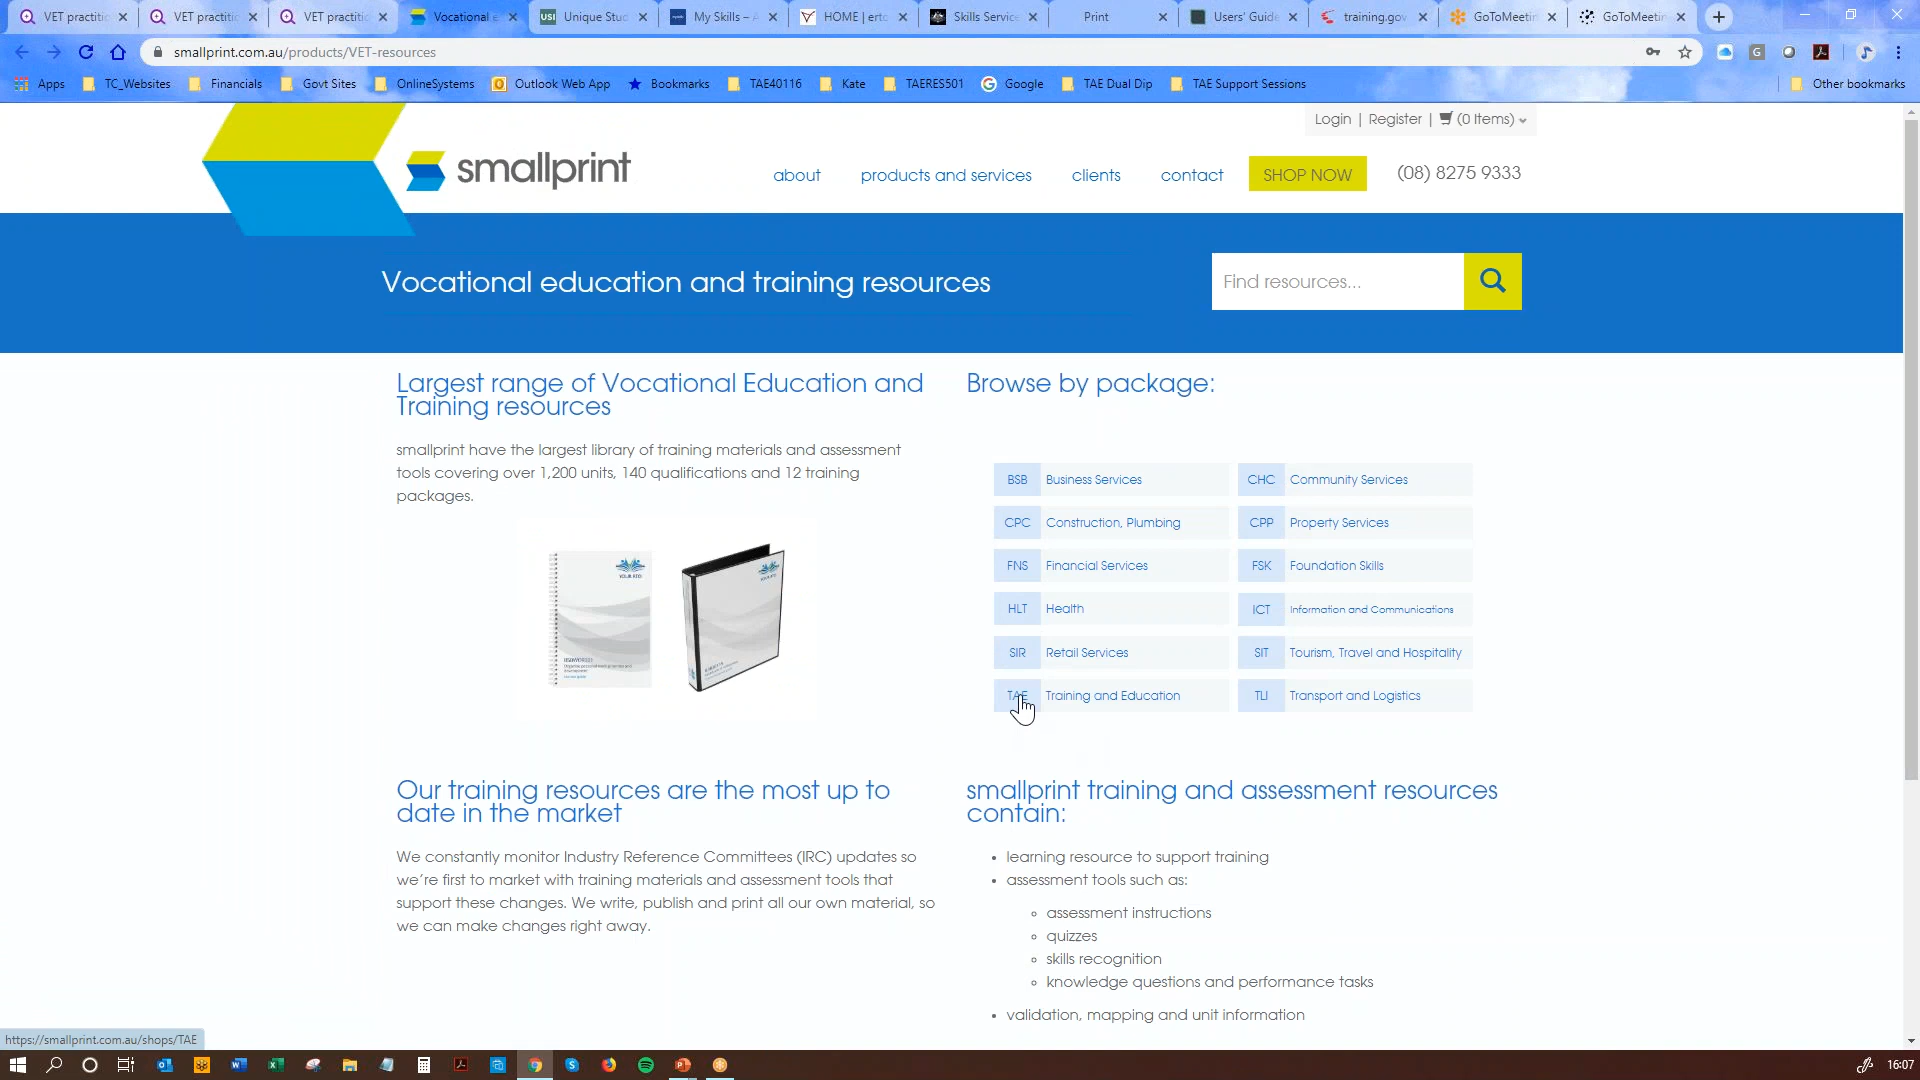 VET practitic
VET practitic
VET practitic
Vocational e
USI Unique Stud
My Skills – A
HOME | erto
Skills Service
Print
Users' Guide
training.gov
GoToMeetin
GoToMeetin
smallprint.com.au/products/VET-resources
Apps
TC_Websites
Financials
Govt Sites
OnlineSystems
Outlook Web App
Bookmarks
TAE40116
Kate
TAERES501
Google
TAE Dual Dip
TAE Support Sessions
Other bookmarks
Login | Register | (0 Items)
smallprint
about
products and services
clients
contact
SHOP NOW
(08) 8275 9333
Vocational education and training resources
Find resources...
Largest range of Vocational Education and
Training resources
smallprint have the largest library of training materials and assessment
tools covering over 1,200 units, 140 qualifications and 12 training
packages.
YOUR RTO
Browse by package:
BSB Business Services
CHC Community Services
CPC Construction, Plumbing
CPP Property Services
FNS Financial Services
FSK Foundation Skills
HLT Health
ICT Information and Communications
SIR Retail Services
SIT Tourism, Travel and Hospitality
TAE Training and Education
TLI Transport and Logistics
Our training resources are the most up to
date in the market
We constantly monitor Industry Reference Committees (IRC) updates so
we're first to market with training materials and assessment tools that
support these changes. We write, publish and print all our own material, so
we can make changes right away.
smallprint training and assessment resources
contain:
learning resource to support training
assessment tools such as:
assessment instructions
quizzes
skills recognition
knowledge questions and performance tasks
validation, mapping and unit information
https://smallprint.com.au/shops/TAE
16:07